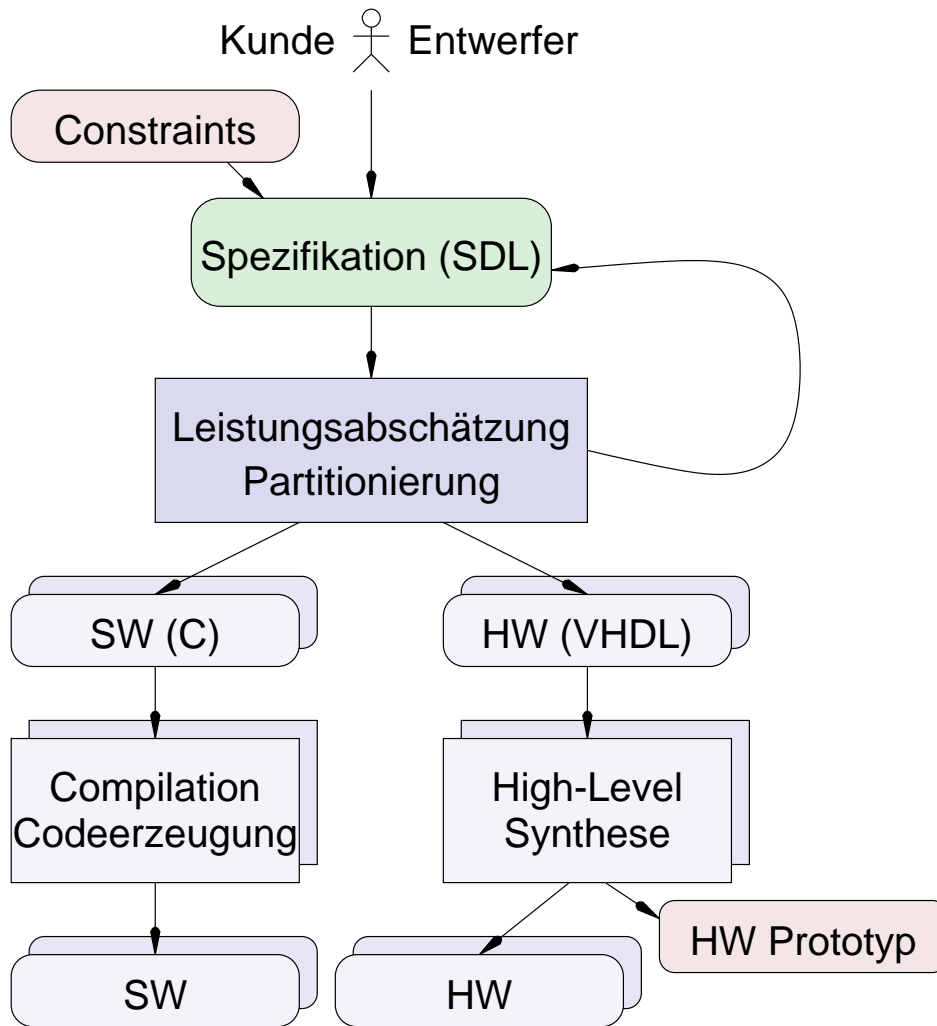 Kunde Entwerfer
Constraints
Spezifikation (SDL)
Leistungsabschätzung
Partitionierung
SW (C)
HW (VHDL)
Compilation
Codeerzeugung
High-Level
Synthese
HW Prototyp
SW
HW